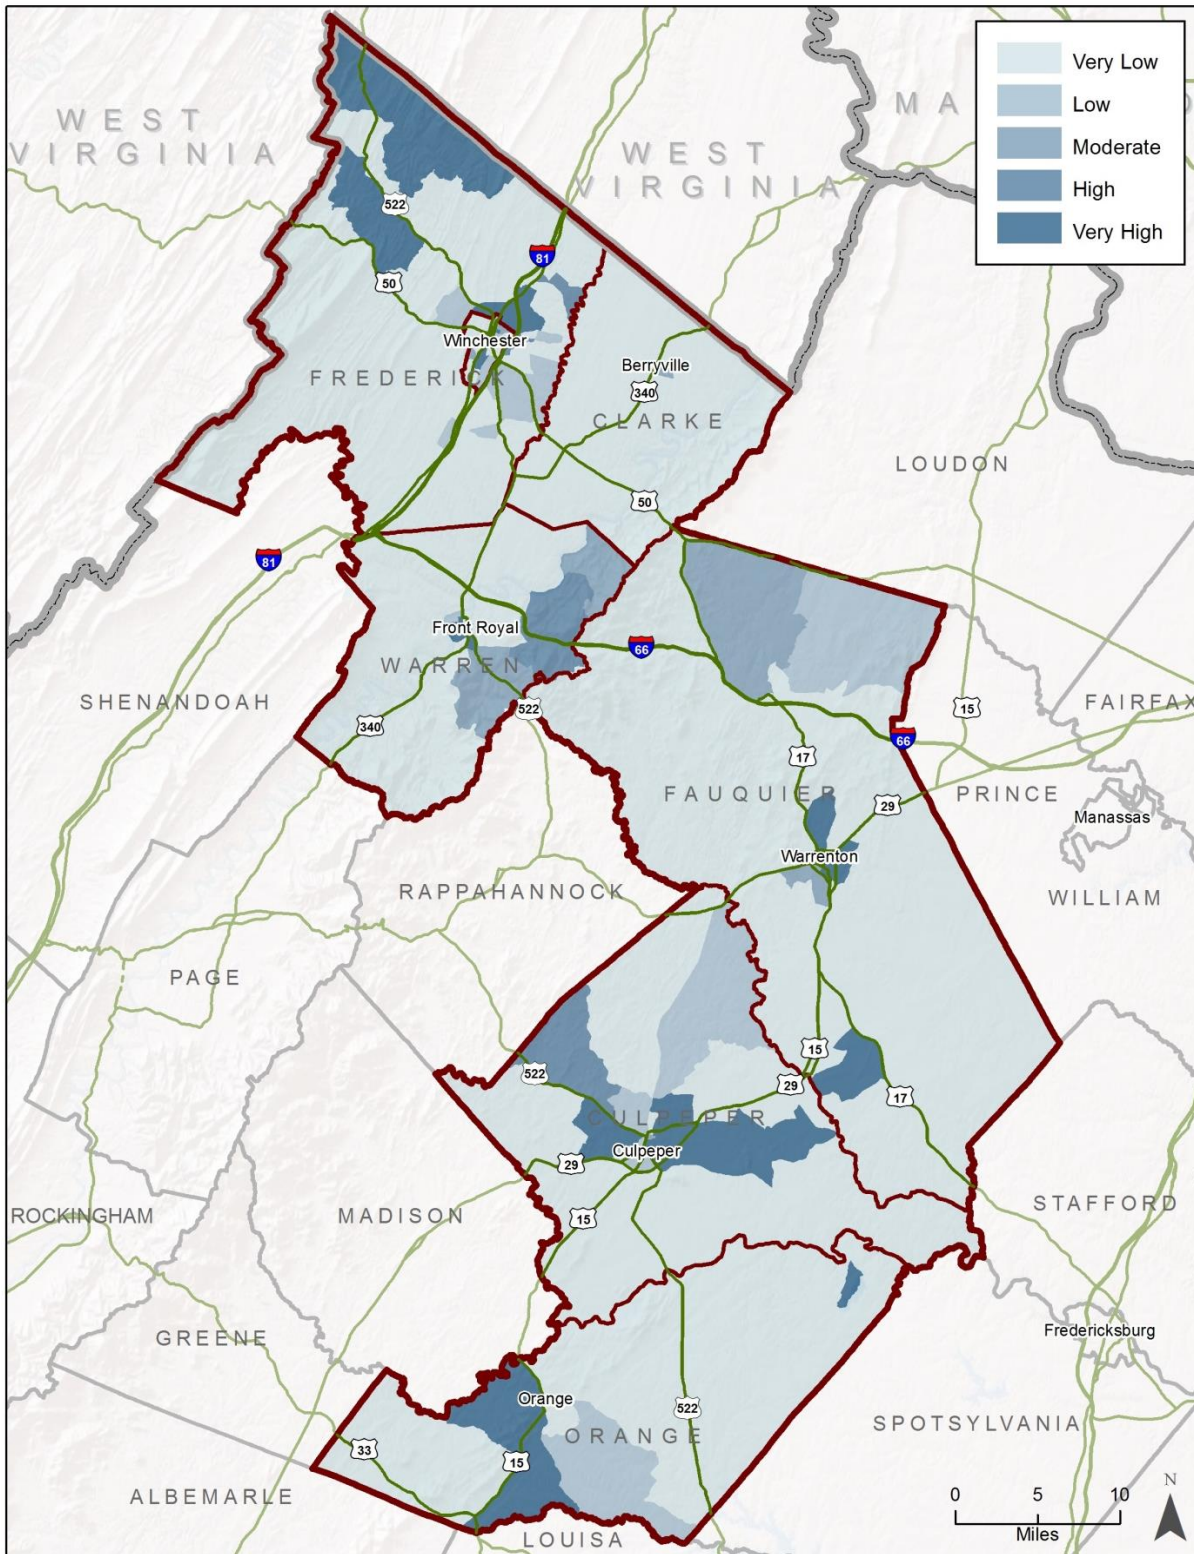 Very Low
Low
Moderate
High
Very High
WEST
VIRGINIA
WEST
VIRGINIA
MA
D
522
81
50
Winchester
FREDERICK
Berryville
340
CLARKE
LOUDON
50
81
Front Royal
66
WARREN
SHENANDOAH
522
15
FAIRFAX
340
66
17
FAUQUIER
29
PRINCE
Manassas
Warrenton
RAPPAHANNOCK
WILLIAM
PAGE
15
522
29
17
CULPEPER
Culpeper
29
STAFFORD
ROCKINGHAM
MADISON
15
GREENE
Fredericksburg
Orange
522
SPOTSYLVANIA
ORANGE
33
15
ALBEMARLE
LOUISA
0 5 10
Miles
N